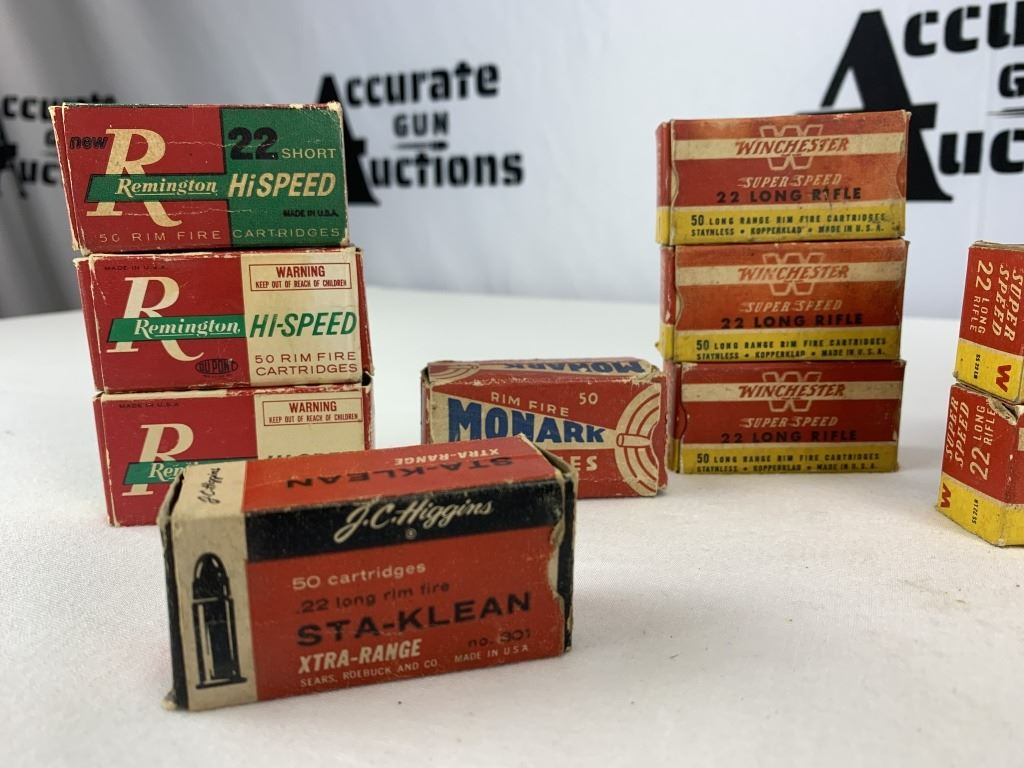 Accurate
GUN
Auctions
Accurate
GUN
Auctions
new
R
Remington
22 SHORT
HiSPEED
MADE IN U.S.A.
50 RIM FIRE CARTRIDGES
MADE IN U.S.A.
R
Remington
WARNING
KEEP OUT OF REACH OF CHILDREN
HI-SPEED
DU PONT
50 RIM FIRE
CARTRIDGES
MADE IN U.S.A.
R
WARNING
KEEP OUT OF REACH OF CHILDREN
MONARK
RIM FIRE 50
MONARK
STA-KLEAN
XTRA-RANGE
J.C. Higgins
J.C. Higgins
®
50 cartridges
.22 long rim fire
STA-KLEAN
XTRA-RANGE no. 801
SEARS, ROEBUCK AND CO. MADE IN U.S.A
W
WINCHESTER
SUPER SPEED
22 LONG RIFLE
50 LONG RANGE RIM FIRE CARTRIDGES
STAYNLESS • KOPPERKLAD • MADE IN U.S.A.
W
WINCHESTER
SUPER SPEED
22 LONG RIFLE
50 LONG RANGE RIM FIRE CARTRIDGES
STAYNLESS • KOPPERKLAD • MADE IN U.S.A.
W
WINCHESTER
SUPER SPEED
22 LONG RIFLE
50 LONG RANGE RIM FIRE CARTRIDGES
STAYNLESS • KOPPERKLAD • MADE IN U.S.A.
SUPER
SPEED
22 LONG
RIFLE
W
SUPER
SPEED
22 LONG
RIFLE
W
SS22LR